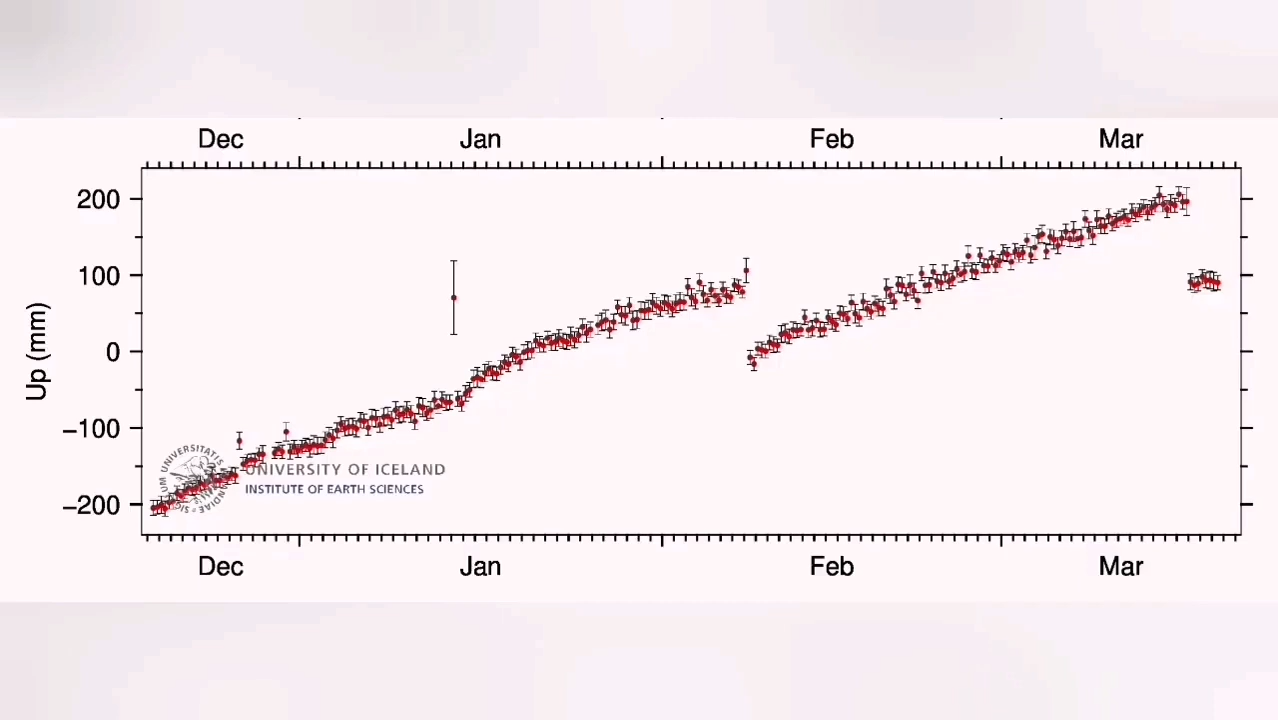 Dec Jan Feb Mar
200
100
0
−100
−200
Up (mm)
UNIVERSITY OF ICELAND
INSTITUTE OF EARTH SCIENCES
Dec Jan Feb Mar